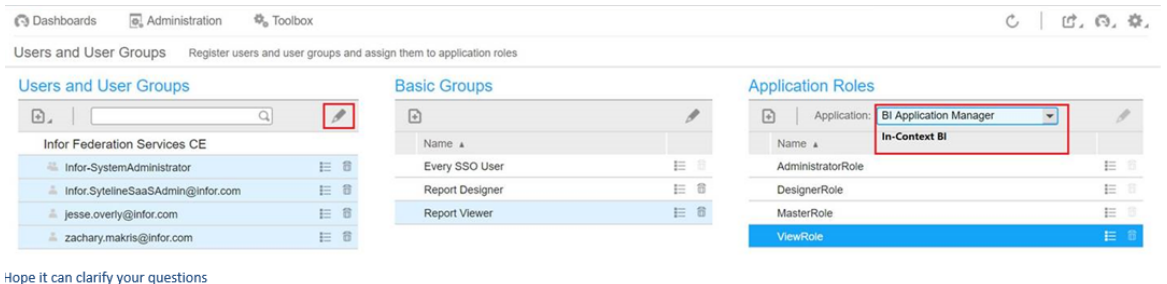 Dashboards Administration Toolbox
Users and User Groups Register users and user groups and assign them to application roles
Users and User Groups
Infor Federation Services CE
Infor-SystemAdministrator
Infor.SytelineSaaSAdmin@infor.com
jesse.overly@infor.com
zachary.makris@infor.com
Basic Groups
Name
Every SSO User
Report Designer
Report Viewer
Application Roles
Application: BI Application Manager
In-Context BI
Name
AdministratorRole
DesignerRole
MasterRole
ViewRole
Hope it can clarify your questions